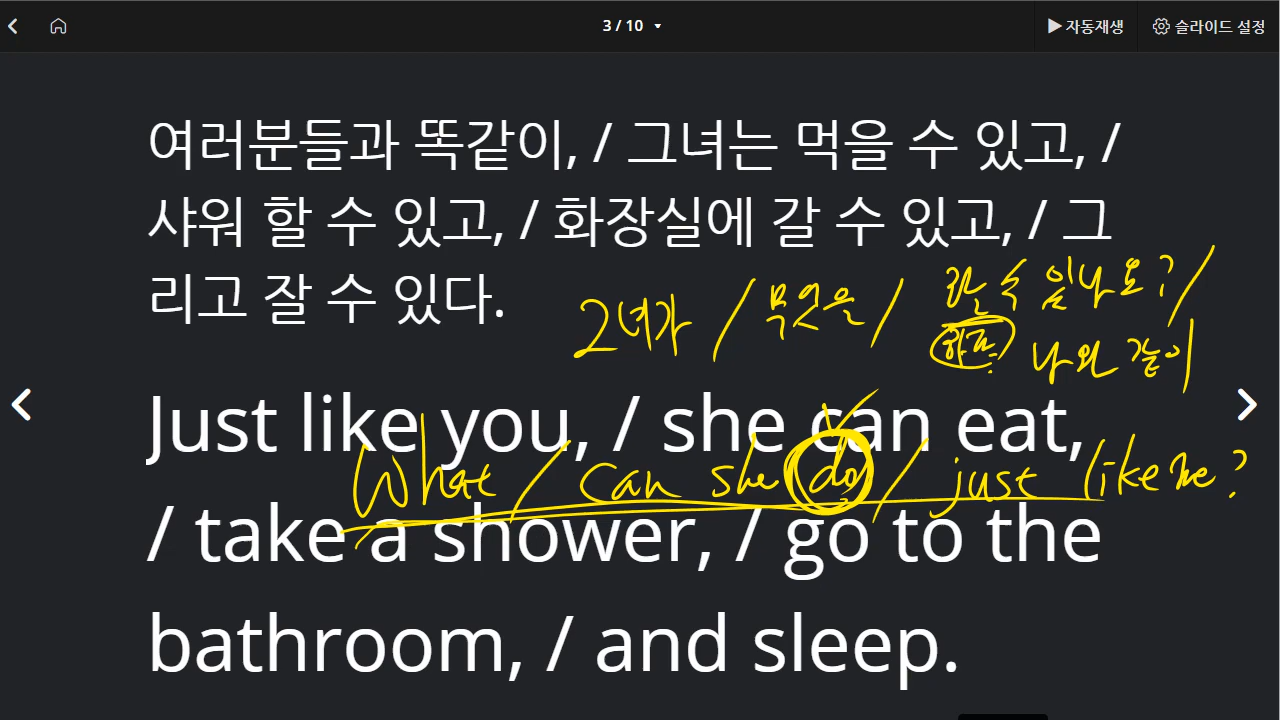 3 / 10
자동재생
슬라이드 설정
여러분들과 똑같이, / 그녀는 먹을 수 있고, /
샤워 할 수 있고, / 화장실에 갈 수 있고, / 그
리고 잘 수 있다.
그녀가 / 무엇을 / 할 수 있나요? /
나와 같이
Just like you, / she can eat,
What / can she do / just like me?
/ take a shower, / go to the
bathroom, / and sleep.